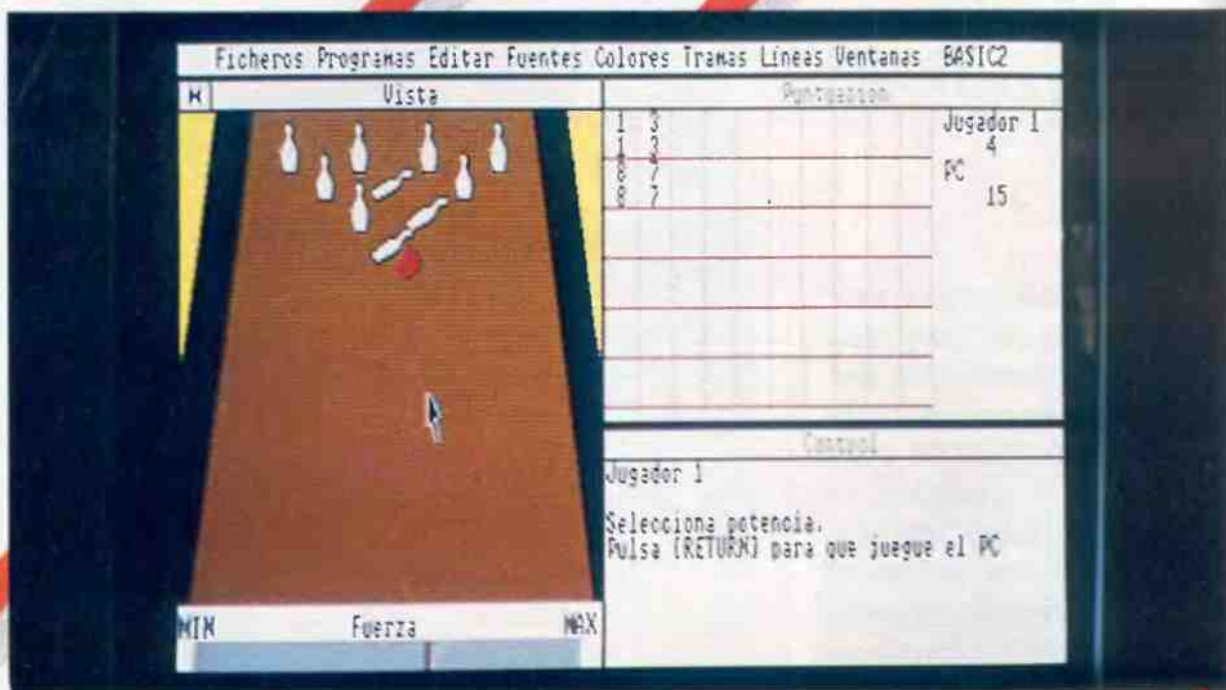 Ficheros Programas Editar Fuentes Colores Tramas Líneas Ventanas BASIC2
Vista
Puntuacion
1 3
1 3
8 7
8 7
Jugador 1
4
PC
15
Control
Jugador 1
Selecciona potencia.
Pulsa [RETURN] para que juegue el PC
MIN Fuerza MAX